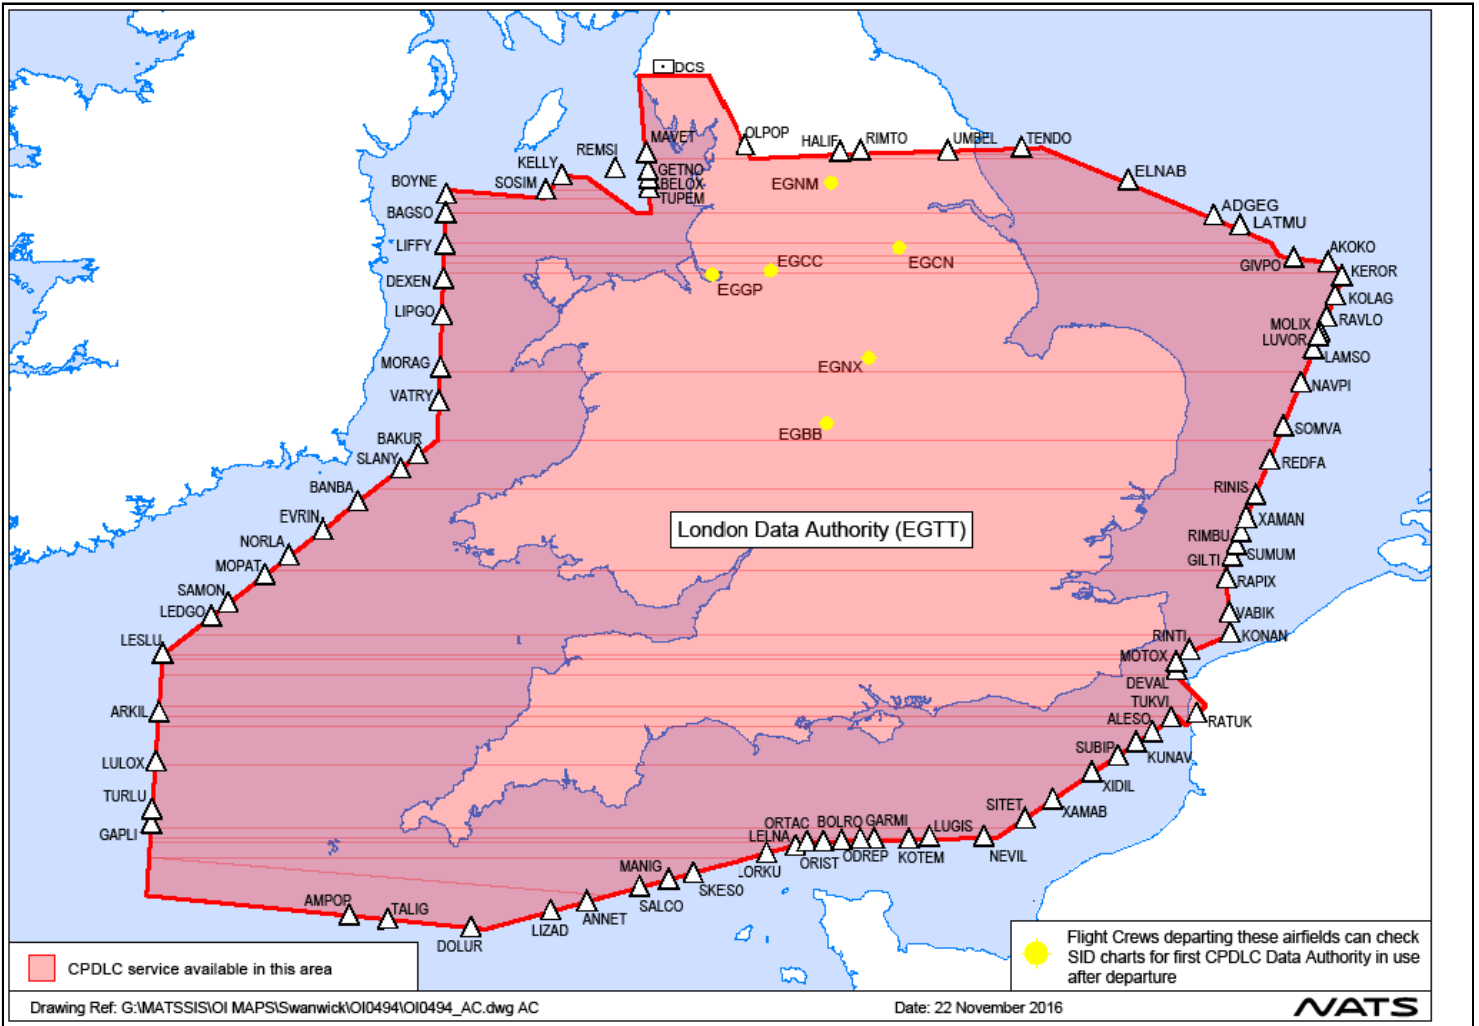 DCS
OLPOP
HALIF
RIMTO
UMBEL
TENDO
MAVET
REMSI
KELLY
GETNO
BELOX
TUPEM
SOSIM
BOYNE
ELNAB
EGNM
BAGSO
ADGEG
LATMU
LIFFY
EGCN
AKOKO
GIVPO
KEROR
EGCC
DEXEN
EGGP
KOLAG
LIPGO
RAVLO
MOLIX
LUVOR
LAMSO
MORAG
EGNX
NAVPI
VATRY
EGBB
SOMVA
BAKUR
SLANY
REDFA
BANBA
RINIS
EVRIN
XAMAN
London Data Authority (EGTT)
RIMBU
NORLA
SUMUM
GILTI
MOPAT
RAPIX
SAMON
LEDGO
VABIK
RINTI
KONAN
LESLU
MOTOX
DEVAL
TUKVI
ARKIL
ALESO
RATUK
SUBIP
KUNAV
LULOX
XIDIL
TURLU
SITET
XAMAB
GAPLI
ORTAC
BOLRO
GARMI
LUGIS
LELNA
ORIST
ODREP
KOTEM
NEVIL
LORKU
MANIG
SKESO
SALCO
AMPOP
TALIG
ANNET
LIZAD
DOLUR
CPDLC service available in this area
Flight Crews departing these airfields can check
SID charts for first CPDLC Data Authority in use
after departure
Drawing Ref: G:\MATSSIS\OI MAPS\Swanwick\OI0494\OI0494_AC.dwg AC
Date: 22 November 2016
NATS